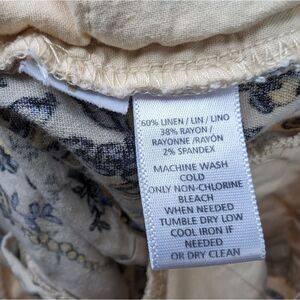 60% LINEN / LIN / LINO
38% RAYON /
RAYONNE /RAYÓN
2% SPANDEX
MACHINE WASH
COLD
ONLY NON-CHLORINE
BLEACH
WHEN NEEDED
TUMBLE DRY LOW
COOL IRON IF
NEEDED
OR DRY CLEAN